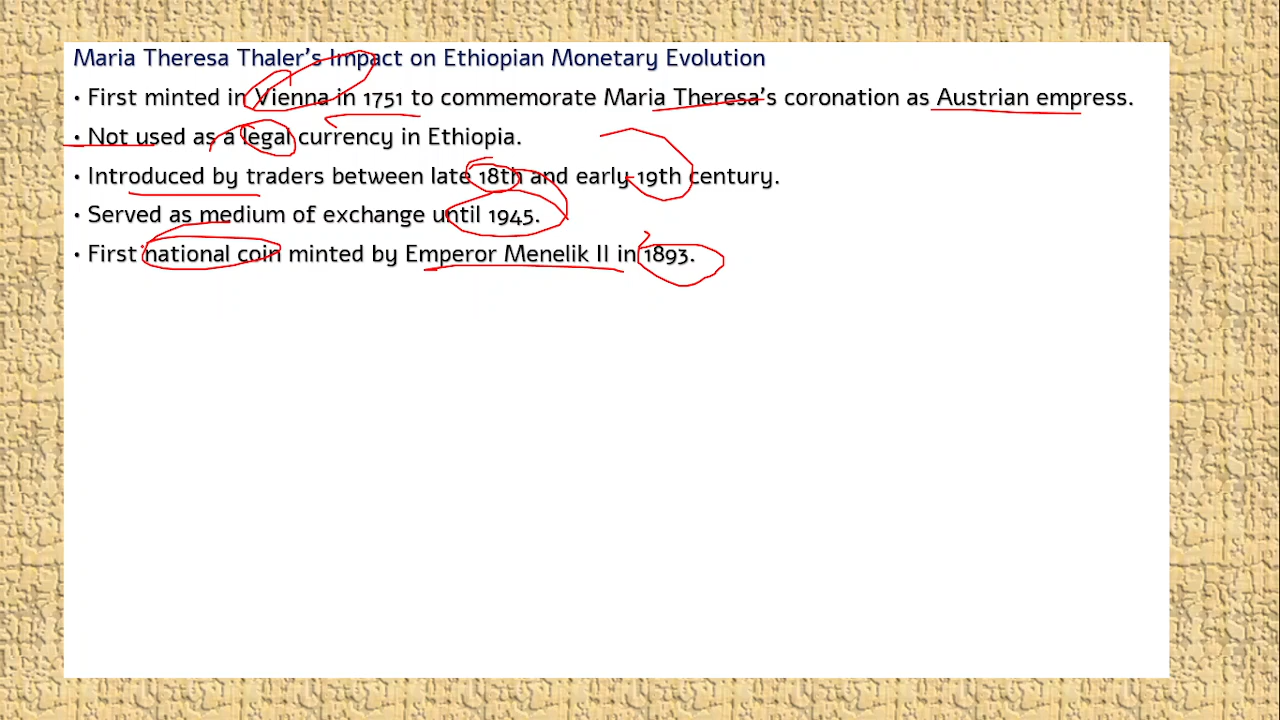 Maria Theresa Thaler's Impact on Ethiopian Monetary Evolution
• First minted in Vienna in 1751 to commemorate Maria Theresa's coronation as Austrian empress.
• Not used as a legal currency in Ethiopia.
• Introduced by traders between late 18th and early 19th century.
• Served as medium of exchange until 1945.
• First national coin minted by Emperor Menelik II in 1893.